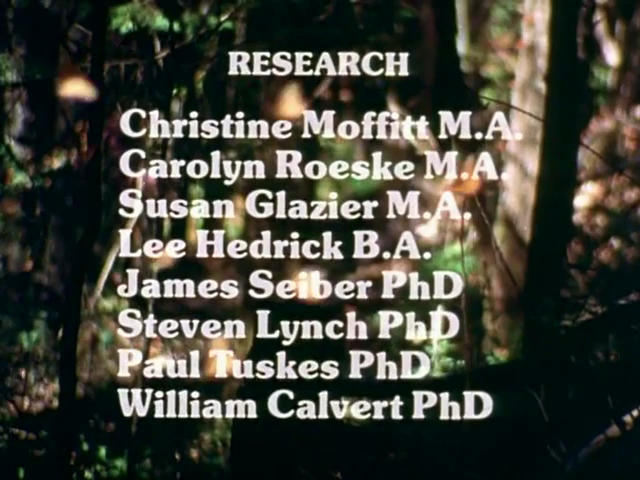 RESEARCH
Christine Moffitt M.A.
Carolyn Roeske M.A.
Susan Glazier M.A.
Lee Hedrick B.A.
James Seiber PhD
Steven Lynch PhD
Paul Tuskes PhD
William Calvert PhD